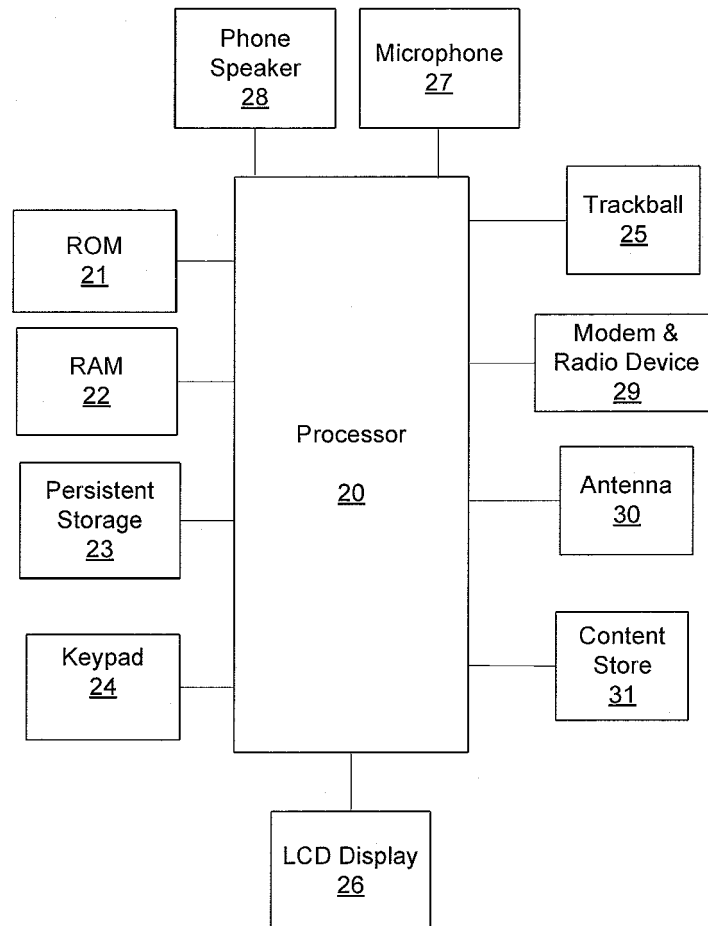 Phone
Speaker
28
Microphone
27
Trackball
25
ROM
21
Modem &
Radio Device
29
RAM
22
Processor
20
Persistent
Storage
23
Antenna
30
Keypad
24
Content
Store
31
LCD Display
26